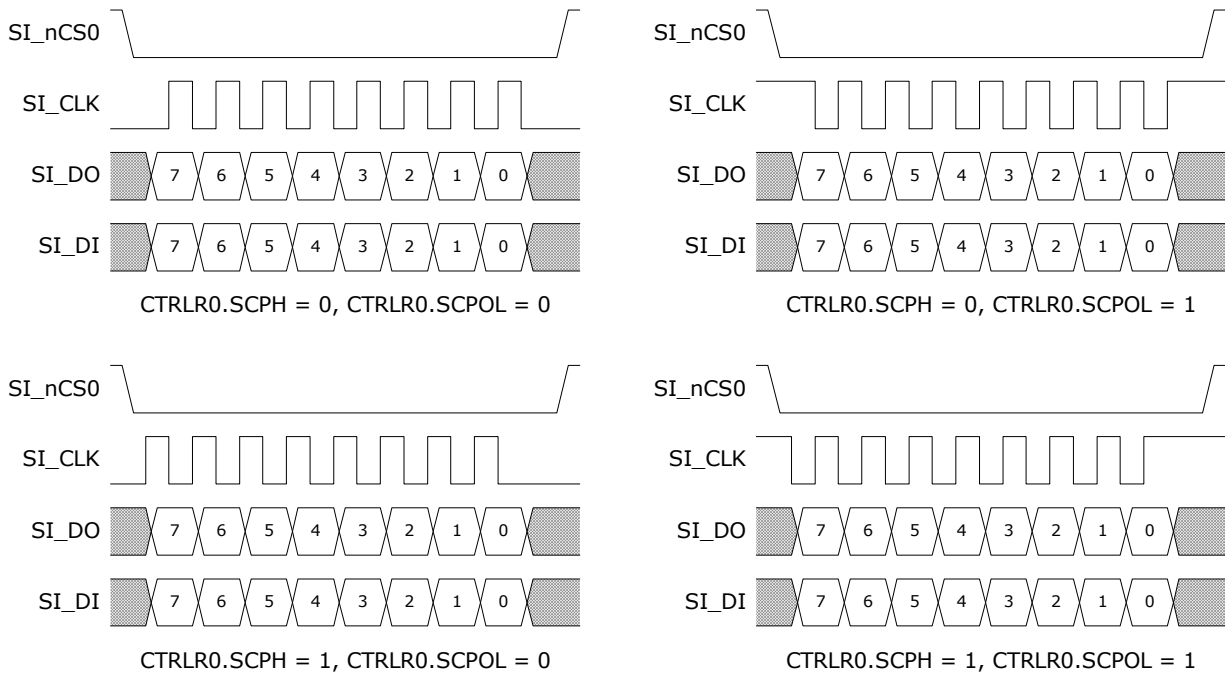 SI_nCS0
SI_CLK
SI_DO 7 6 5 4 3 2 1 0
SI_DI 7 6 5 4 3 2 1 0
CTRLR0.SCPH = 0, CTRLR0.SCPOL = 0
SI_nCS0
SI_CLK
SI_DO 7 6 5 4 3 2 1 0
SI_DI 7 6 5 4 3 2 1 0
CTRLR0.SCPH = 0, CTRLR0.SCPOL = 1
SI_nCS0
SI_CLK
SI_DO 7 6 5 4 3 2 1 0
SI_DI 7 6 5 4 3 2 1 0
CTRLR0.SCPH = 1, CTRLR0.SCPOL = 0
SI_nCS0
SI_CLK
SI_DO 7 6 5 4 3 2 1 0
SI_DI 7 6 5 4 3 2 1 0
CTRLR0.SCPH = 1, CTRLR0.SCPOL = 1